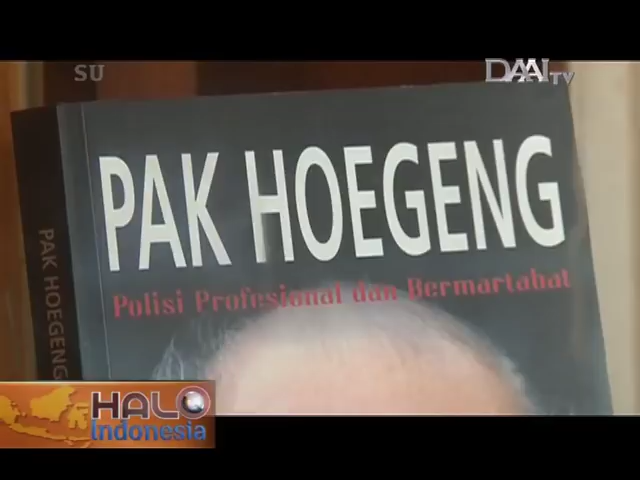 SU
DAAI TV
PAK HOEGENG
Polisi Profesional dan Bermartabat
PAK HOEGENG
HALO
Indonesia